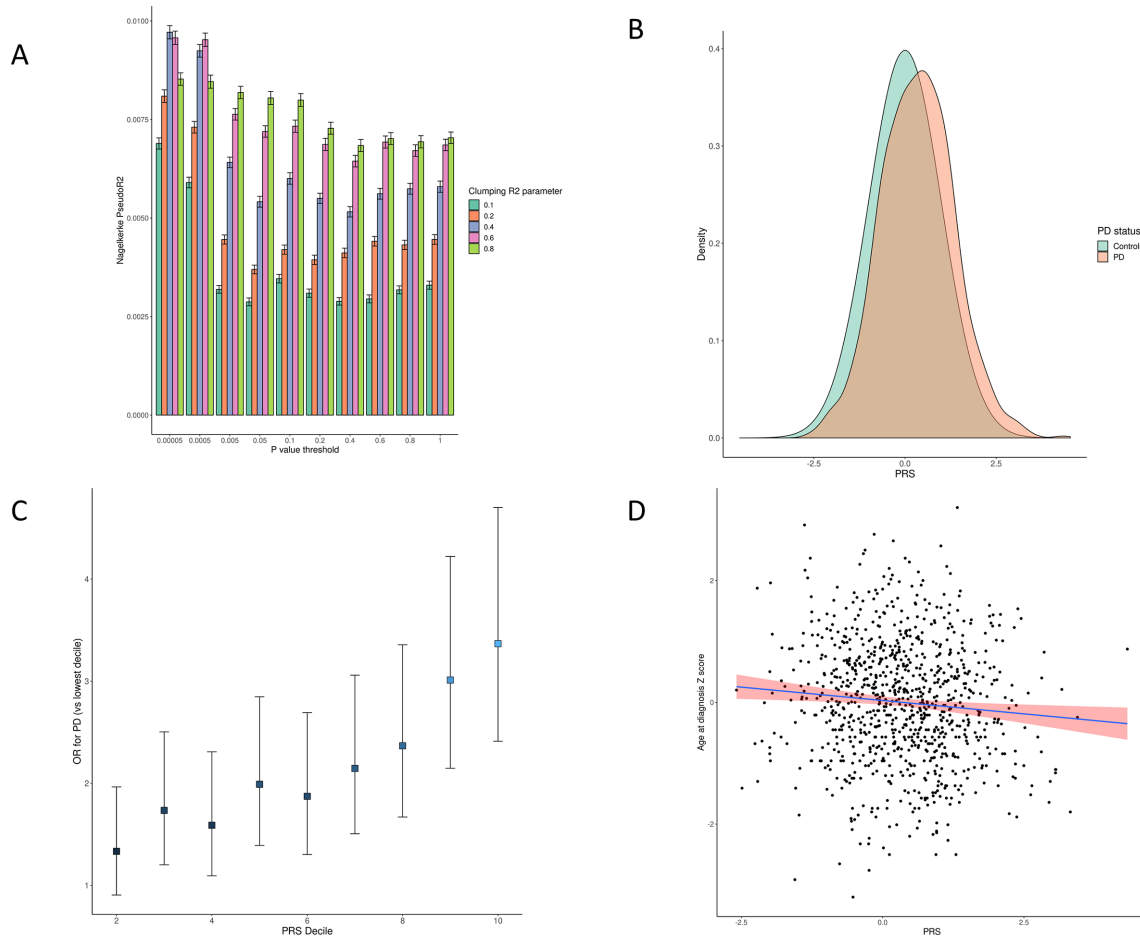 A
0.0100
0.0075
0.0050
0.0025
0.0000
Nagelkerke PseudoR2
0.00005 0.0005 0.005 0.05 0.1 0.2 0.4 0.6 0.8 1
P value threshold
Clumping R2 parameter
0.1
0.2
0.4
0.6
0.8
B
0.4
0.3
0.2
0.1
0.0
Density
-2.5 0.0 2.5
PRS
PD status
Control
PD
C
4
3
2
1
OR for PD (vs lowest decile)
2 4 6 8 10
PRS Decile
D
2
0
-2
Age at diagnosis Z score
-2.5 0.0 2.5
PRS